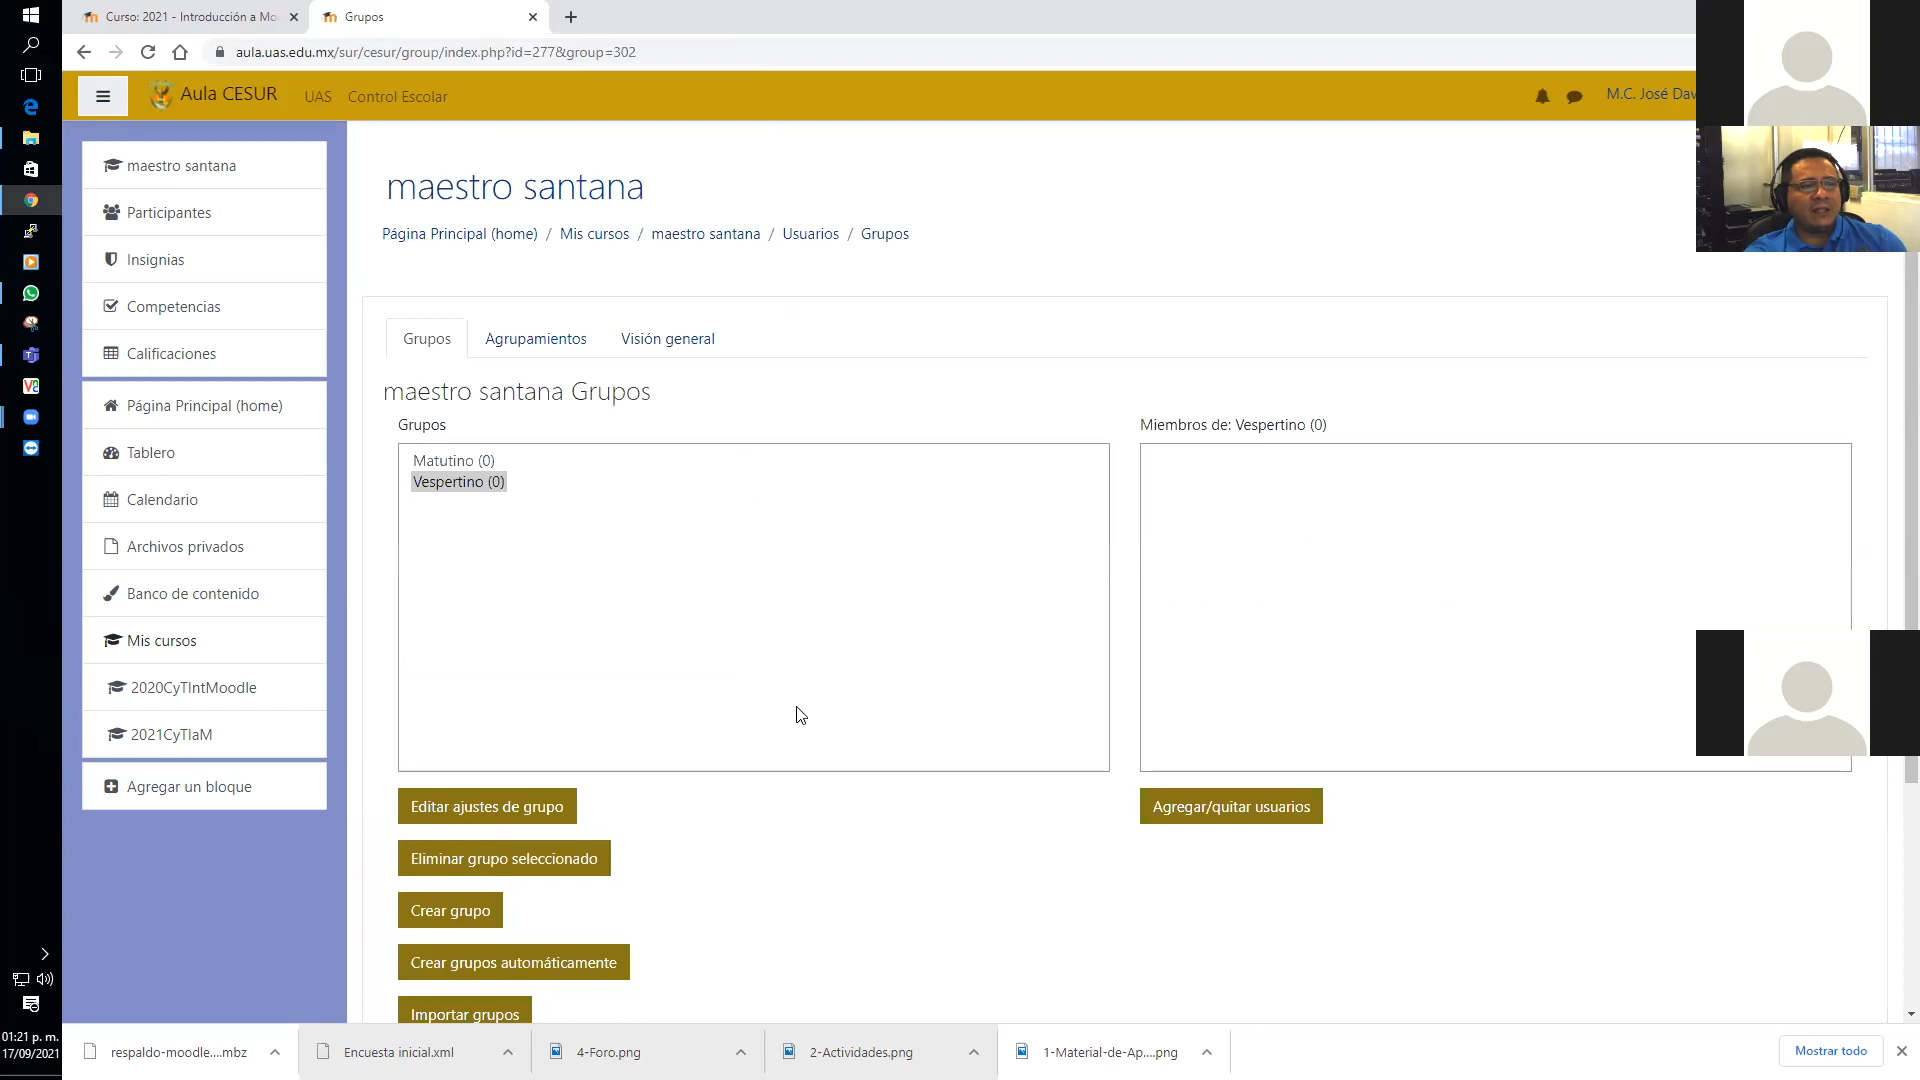 Curso: 2021 - Introducción a Mo
Grupos
aula.uas.edu.mx/sur/cesur/group/index.php?id=277&group=302
Aula CESUR
UAS
Control Escolar
M.C. José Dav
maestro santana
Participantes
Insignias
Competencias
Calificaciones
Página Principal (home)
Tablero
Calendario
Archivos privados
Banco de contenido
Mis cursos
2020CyTIntMoodle
2021CyTIaM
Agregar un bloque
maestro santana
Página Principal (home) / Mis cursos / maestro santana / Usuarios / Grupos
Grupos
Agrupamientos
Visión general
maestro santana Grupos
Grupos
Matutino (0)
Vespertino (0)
Miembros de: Vespertino (0)
Editar ajustes de grupo
Agregar/quitar usuarios
Eliminar grupo seleccionado
Crear grupo
Crear grupos automáticamente
Importar grupos
01:21 p. m.
17/09/2021
respaldo-moodle....mbz
Encuesta inicial.xml
4-Foro.png
2-Actividades.png
1-Material-de-Ap....png
Mostrar todo